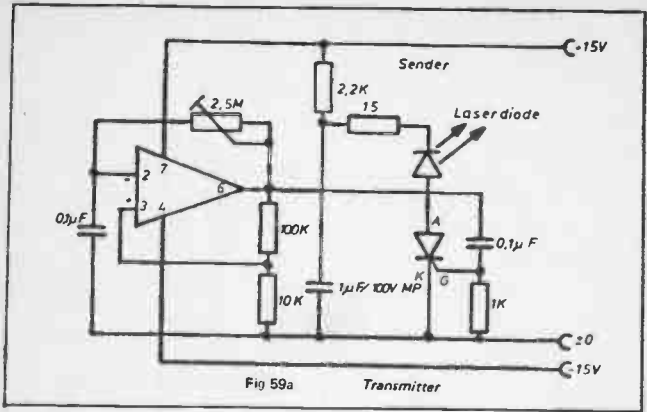 +15V
Sender
2,5M
2,2K
15
Laserdiode
7
2
6
3
4
0,1µF
100K
A
0,1µF
K
G
10K
1µF/100V MP
1K
±0
-15V
Fig 59a
Transmitter